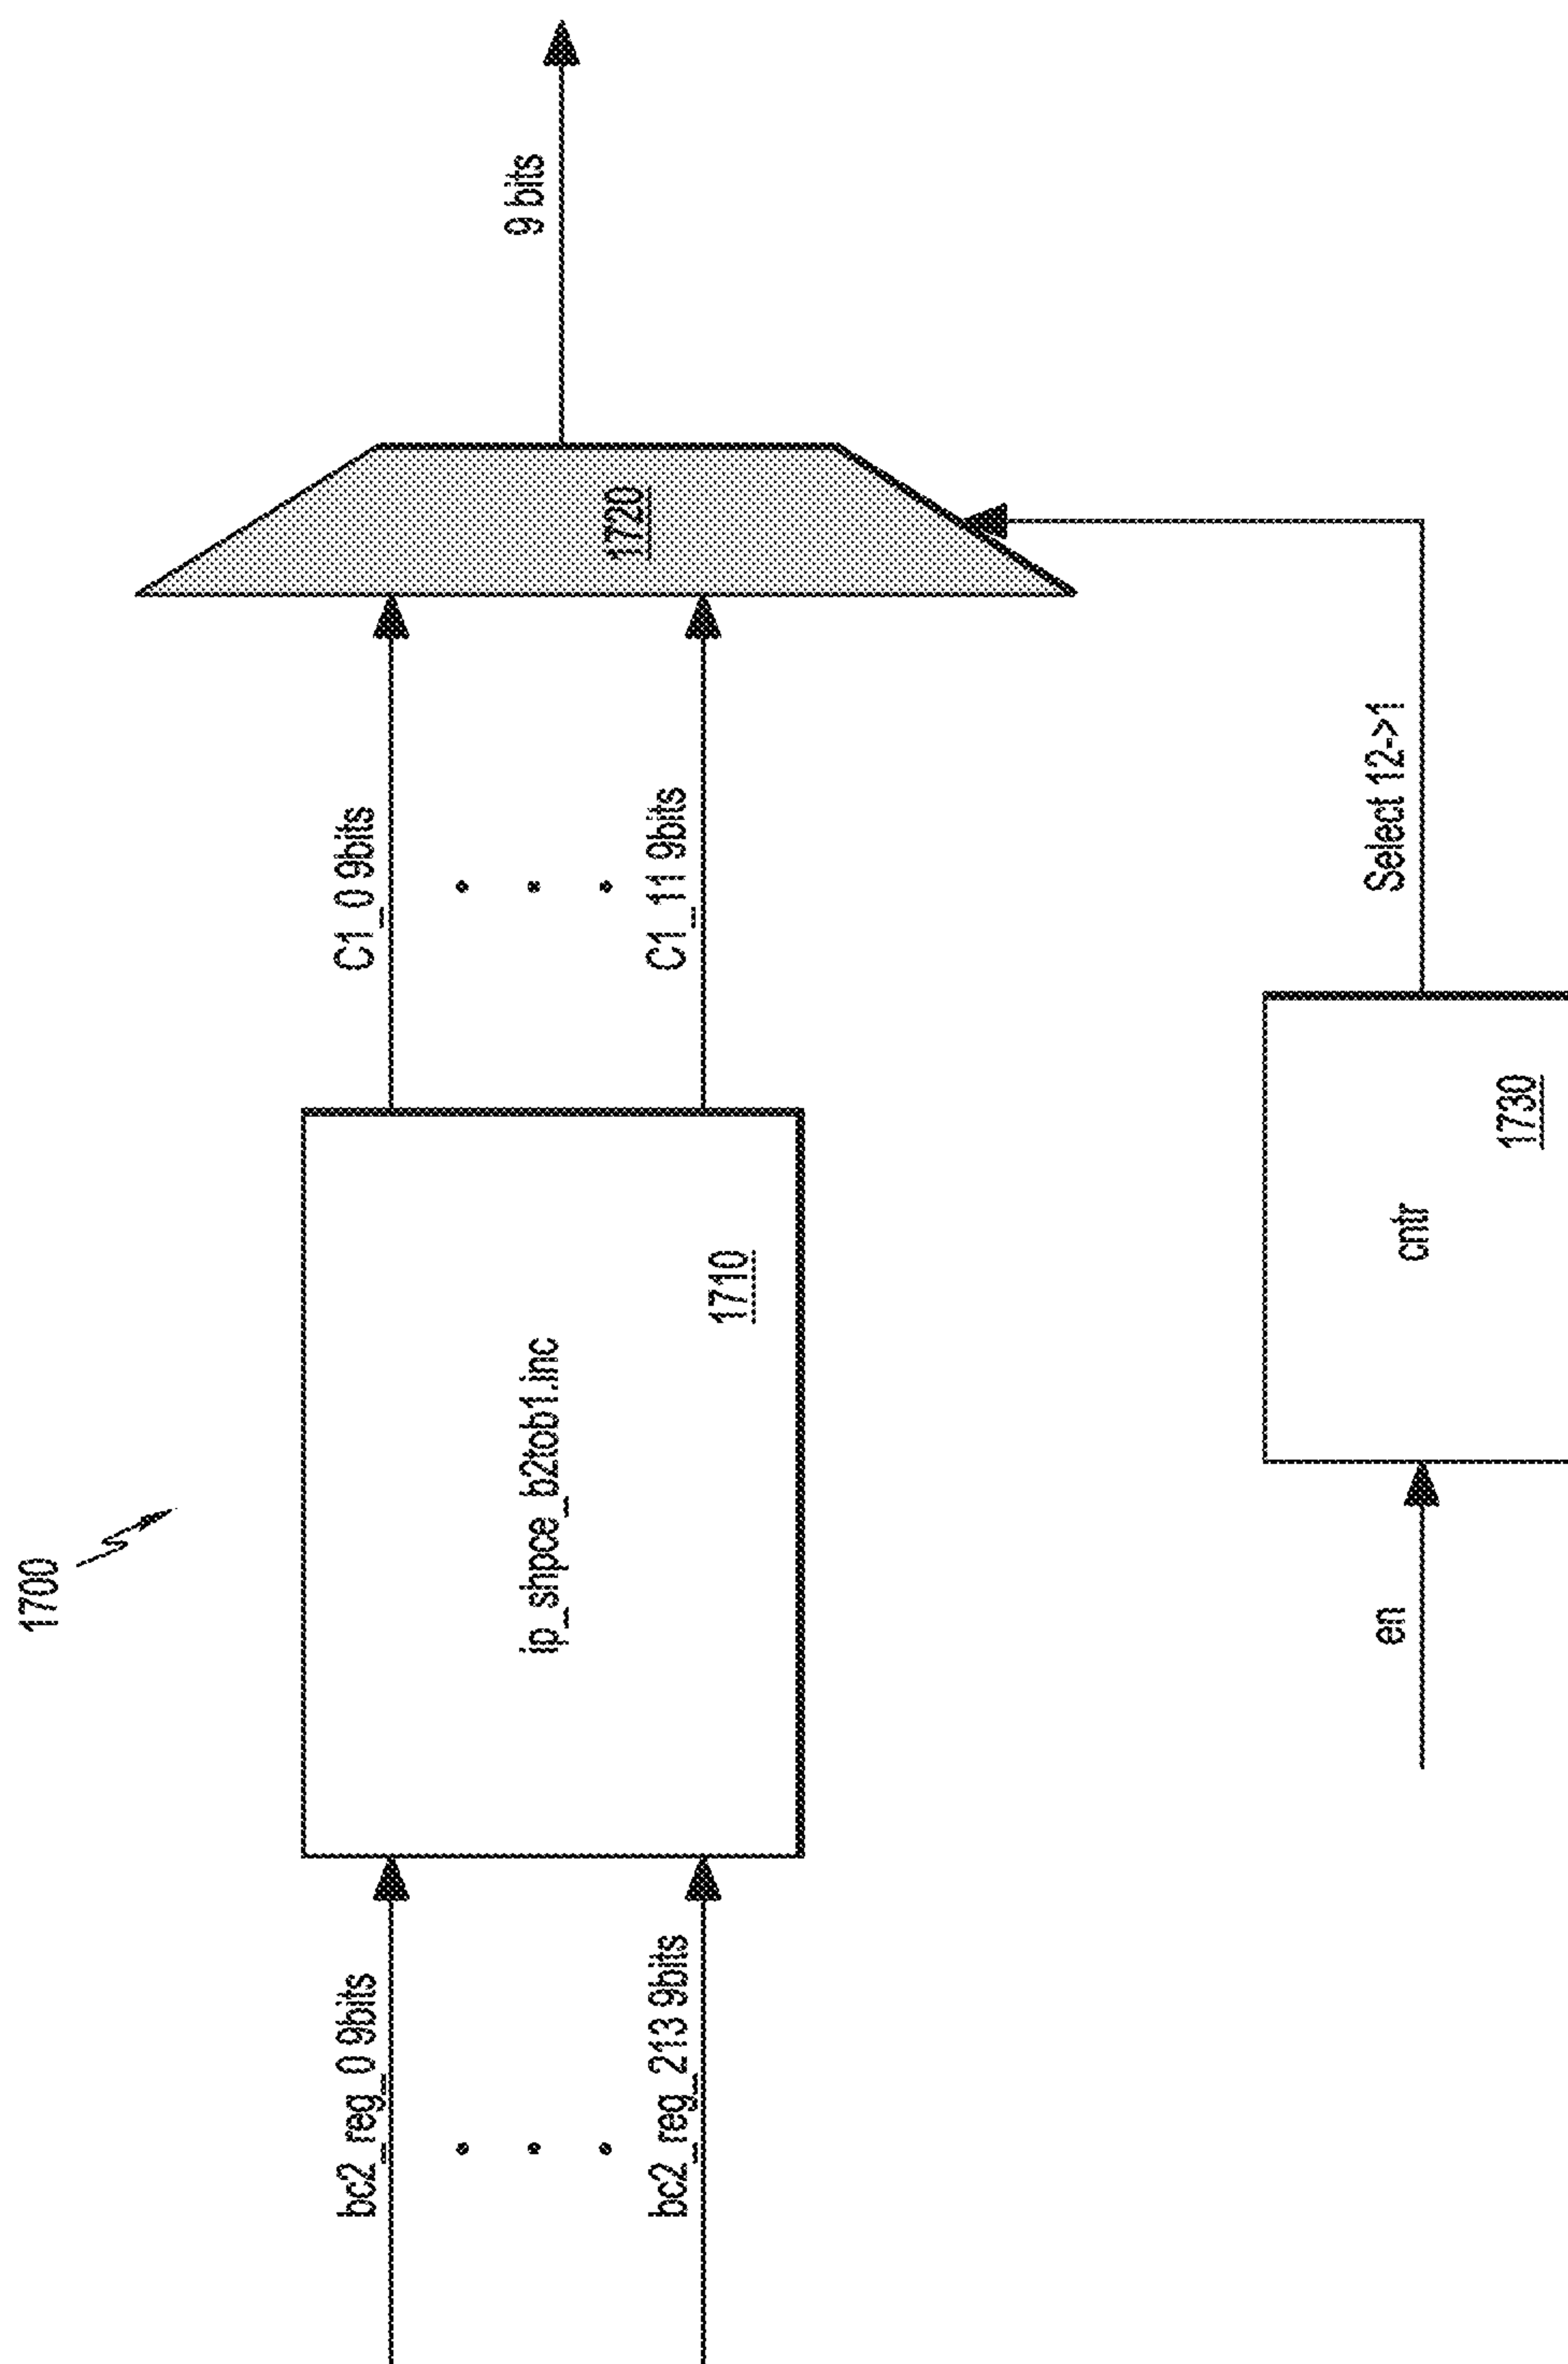 1700
bc2_reg_0 9bits
bc2_reg_213 9bits
ip_shpce_b2tob1.inc
1710
C1_0 9bits
C1_11 9bits
1720
9 bits
en
cntr
1730
Select 12->1